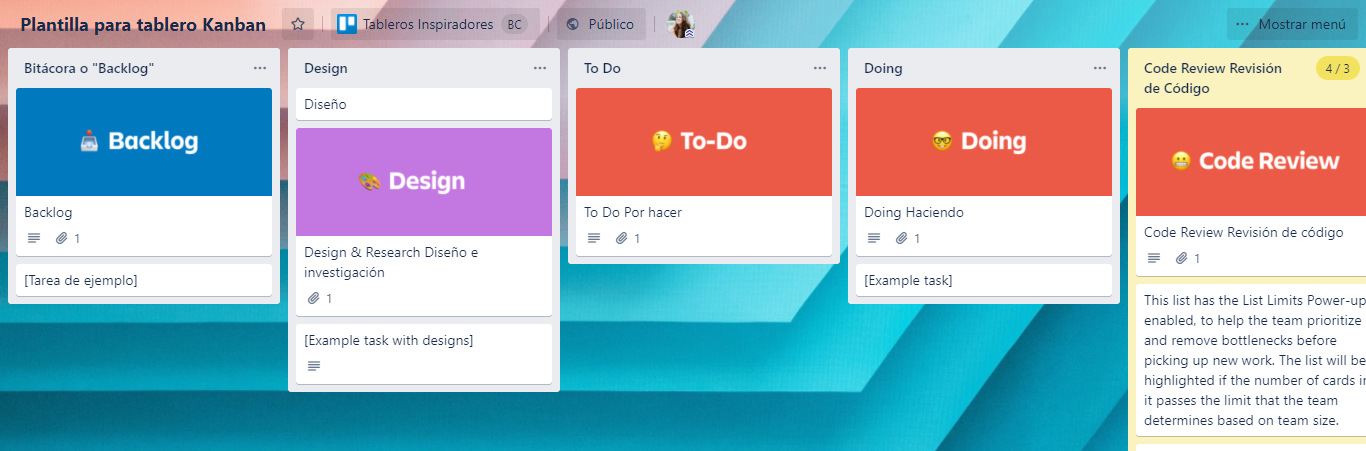 Plantilla para tablero Kanban
Tableros Inspiradores BC
Público
Mostrar menú
Bitácora o "Backlog"
Backlog
Backlog
1
[Tarea de ejemplo]
Design
Diseño
Design
Design & Research Diseño e
investigación
1
[Example task with designs]
To Do
To-Do
To Do Por hacer
1
Doing
Doing
Doing Haciendo
1
[Example task]
Code Review Revisión
de Código
4 / 3
Code Review
Code Review Revisión de código
1
This list has the List Limits Power-up
enabled, to help the team prioritize
and remove bottlenecks before
picking up new work. The list will be
highlighted if the number of cards in
it passes the limit that the team
determines based on team size.